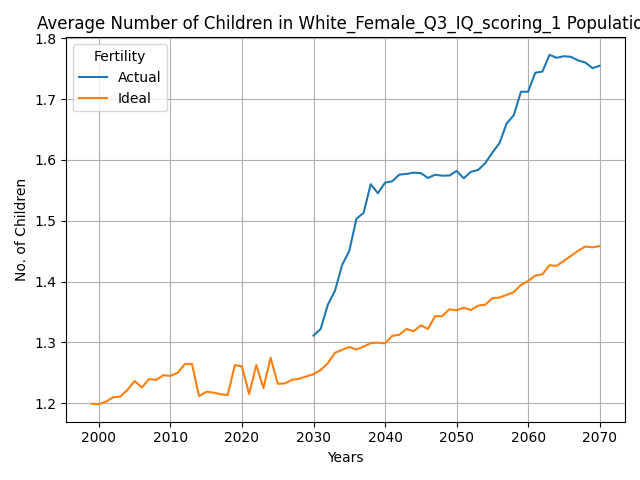 Average Number of Children in White_Female_Q3_IQ_scoring_1 Populatio
Fertility
Actual
Ideal
No. of Children
1.8
1.7
1.6
1.5
1.4
1.3
1.2
2000 2010 2020 2030 2040 2050 2060 2070
Years